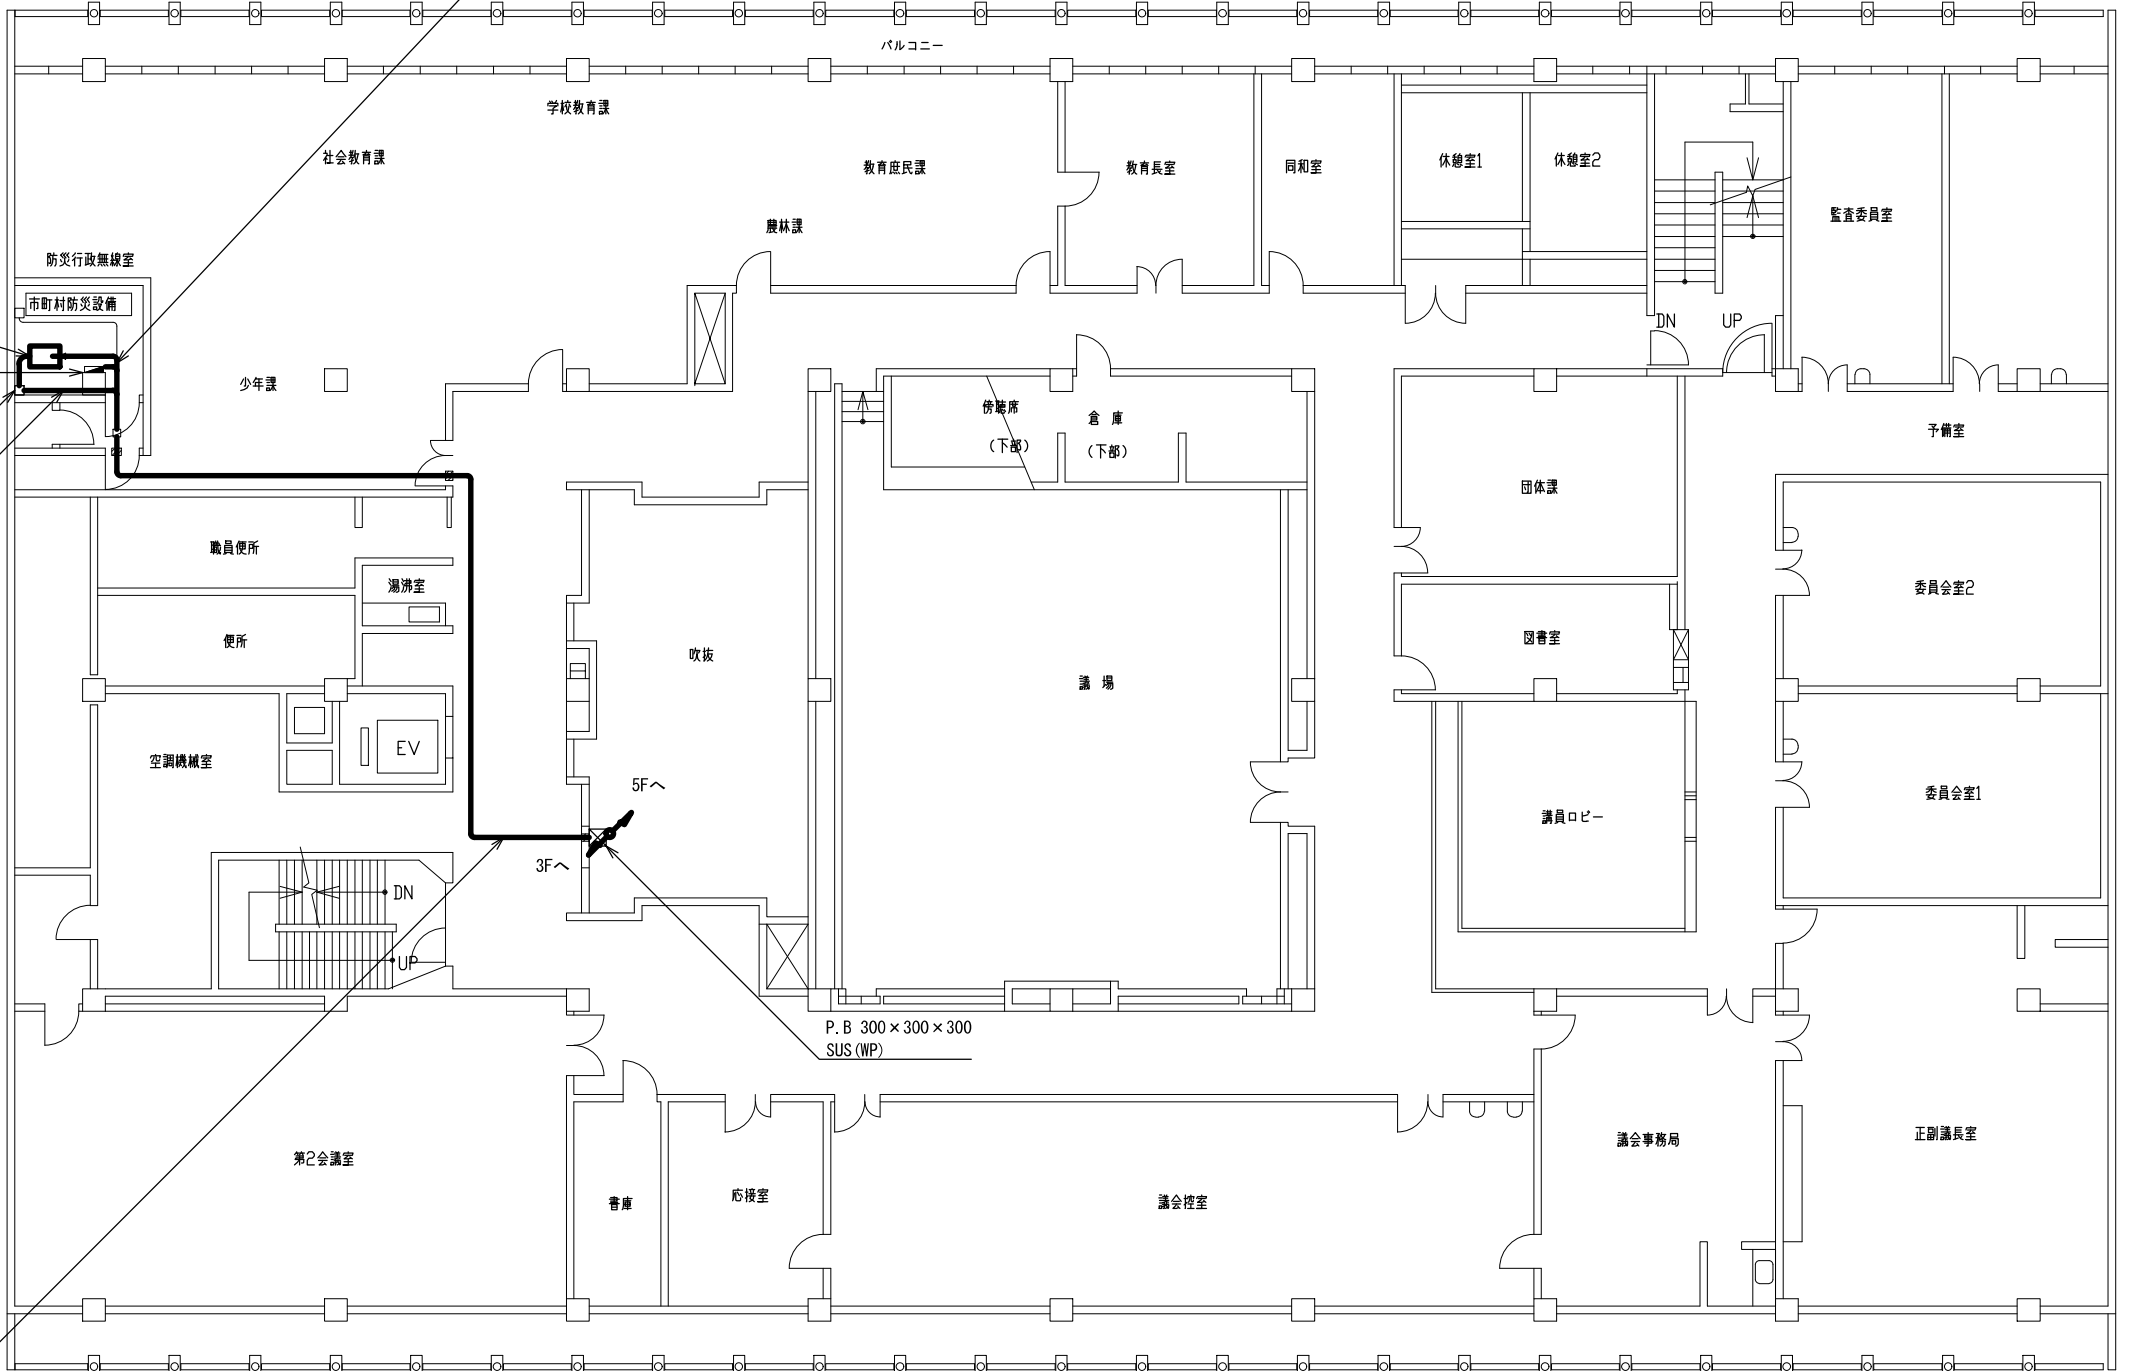 バルコニー
学校教育課
社会教育課
教育庶民課
教育長室
同和室
休憩室1
休憩室2
監査委員室
農林課
防災行政無線室
市町村防災設備
DN
UP
少年課
傍聴席
(下部)
倉 庫
(下部)
予備室
団体課
職員便所
湯沸室
委員会室2
便所
吹抜
図書室
議 場
EV
空調機械室
5Fへ
委員会室1
議員ロビー
3Fへ
DN
UP
P.B 300×300×300
SUS(WP)
第2会議室
書庫
応接室
議会控室
議会事務局
正副議長室